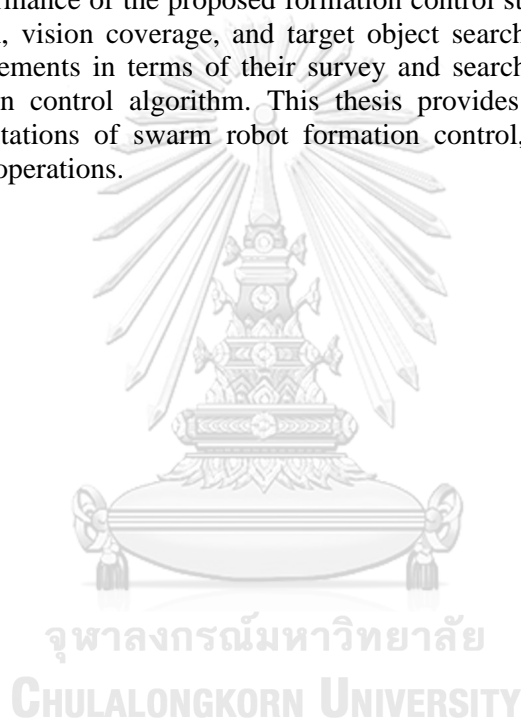 rmance of the proposed formation control st
, vision coverage, and target object search
ements in terms of their survey and search
n control algorithm. This thesis provides
tations of swarm robot formation control,
operations.
จุฬาลงกรณ์มหาวิทยาลัย
CHULALONGKORN UNIVERSITY